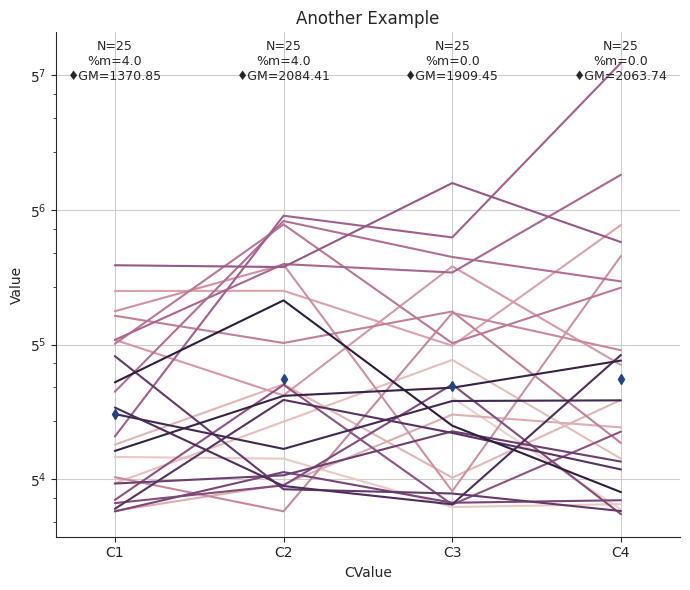 Another Example
N=25 N=25 N=25 N=25
%m=4.0 %m=4.0 %m=0.0 %m=0.0
♦GM=1370.85 ♦GM=2084.41 ♦GM=1909.45 ♦GM=2063.74
5⁷
5⁶
5⁵
5⁴
Value
C1 C2 C3 C4
CValue